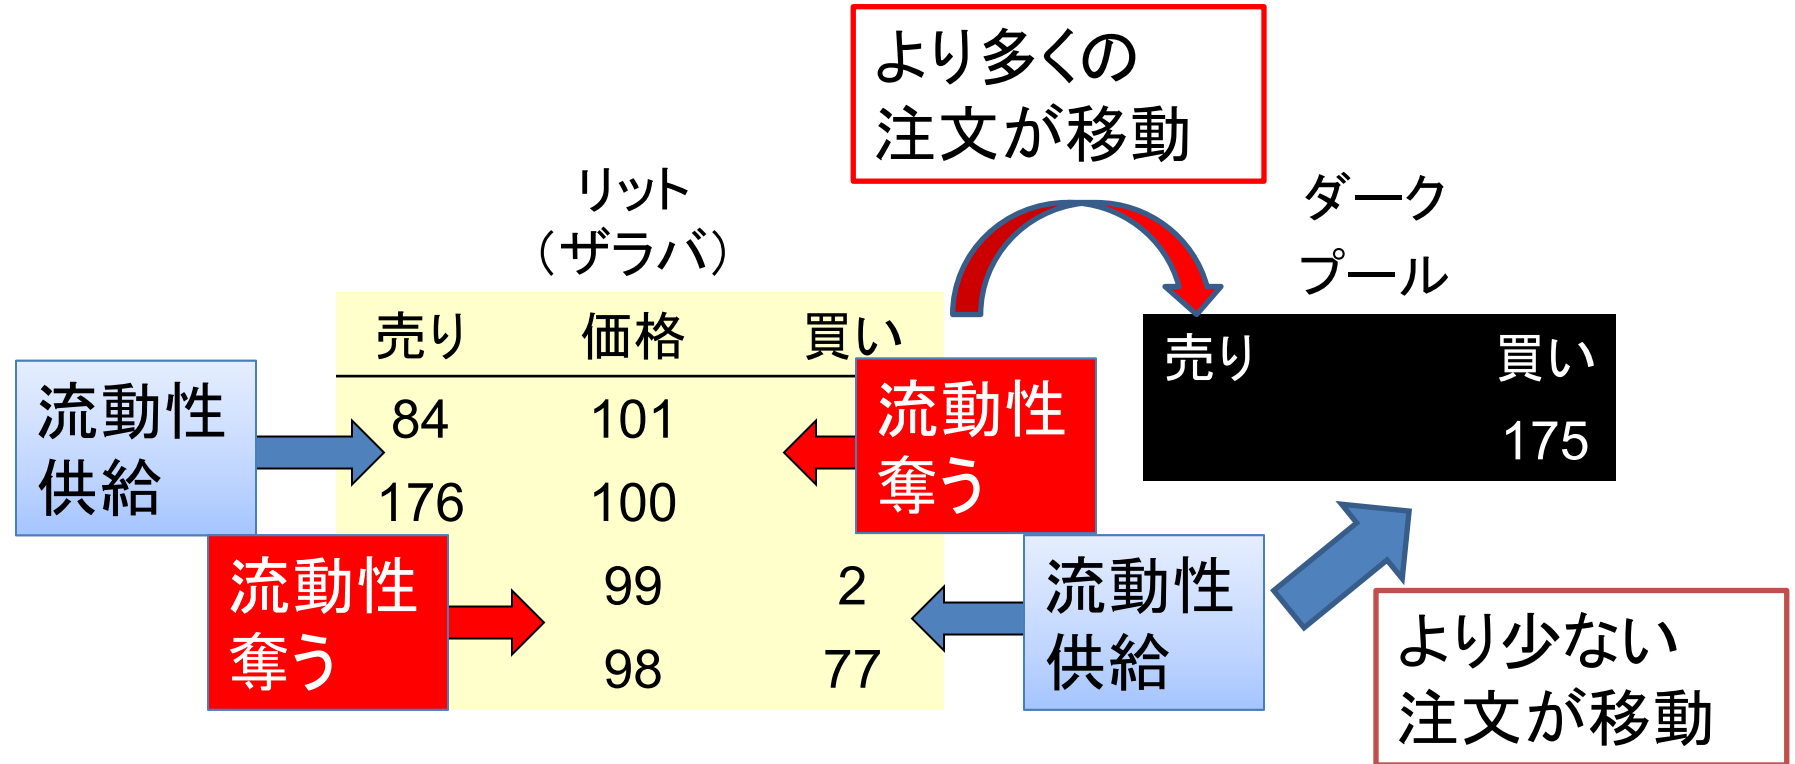 より多くの
注文が移動
リット
（ザラバ）
ダーク
プール
売り 価格 買い
84 101
176 100
99 2
98 77
流動性
供給
流動性
奪う
流動性
奪う
流動性
供給
売り 買い
175
より少ない
注文が移動